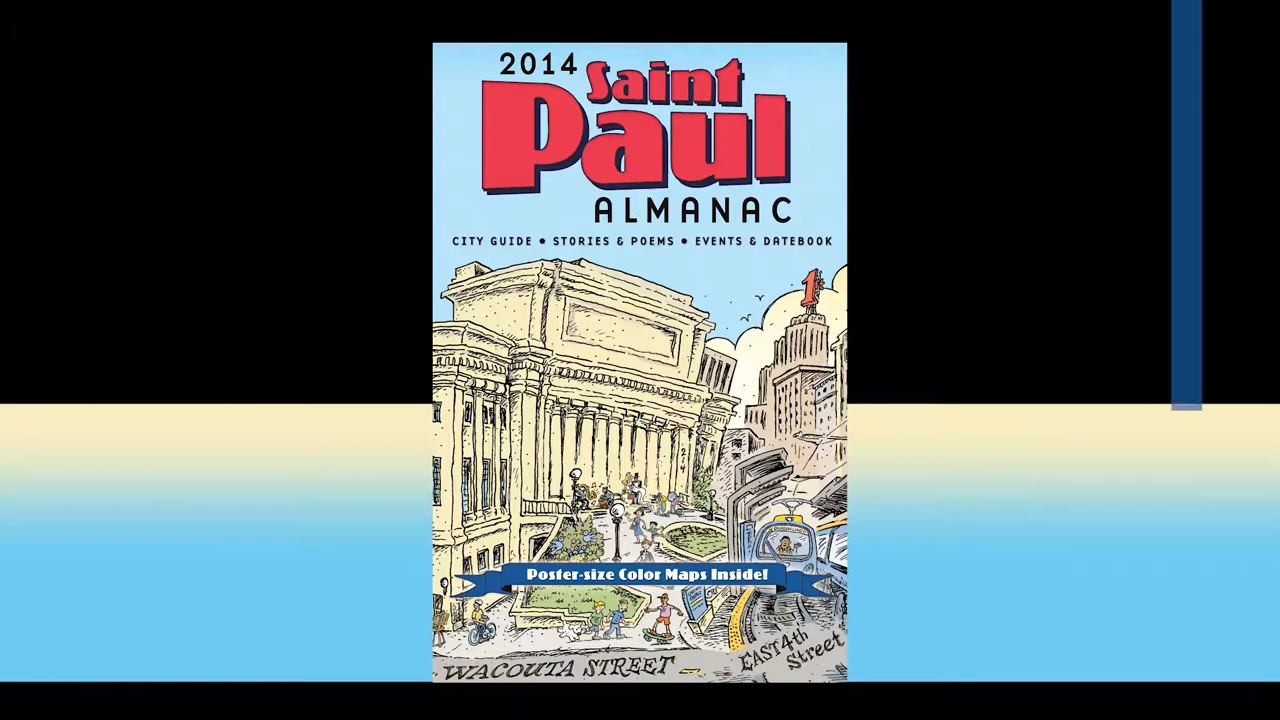 2014
Saint
Paul
ALMANAC
CITY GUIDE • STORIES & POEMS • EVENTS & DATEBOOK
1st
Poster-size Color Maps Inside!
WACOUTA STREET
EAST 4th
Street